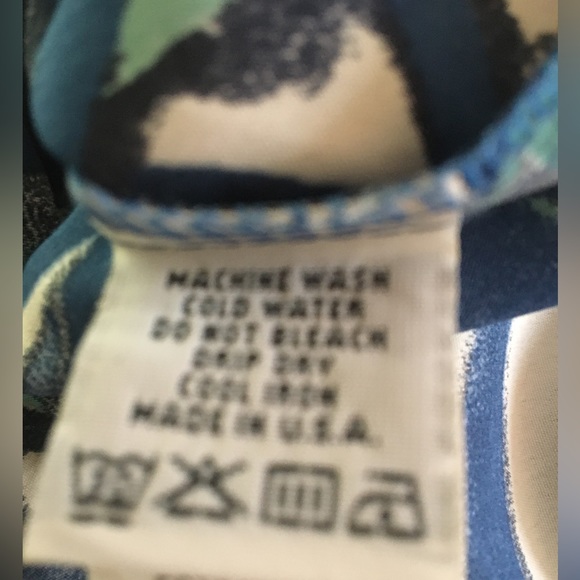 MACHINE WASH
COLD WATER
DO NOT BLEACH
DRIP DRY
COOL IRON
MADE IN U.S.A.